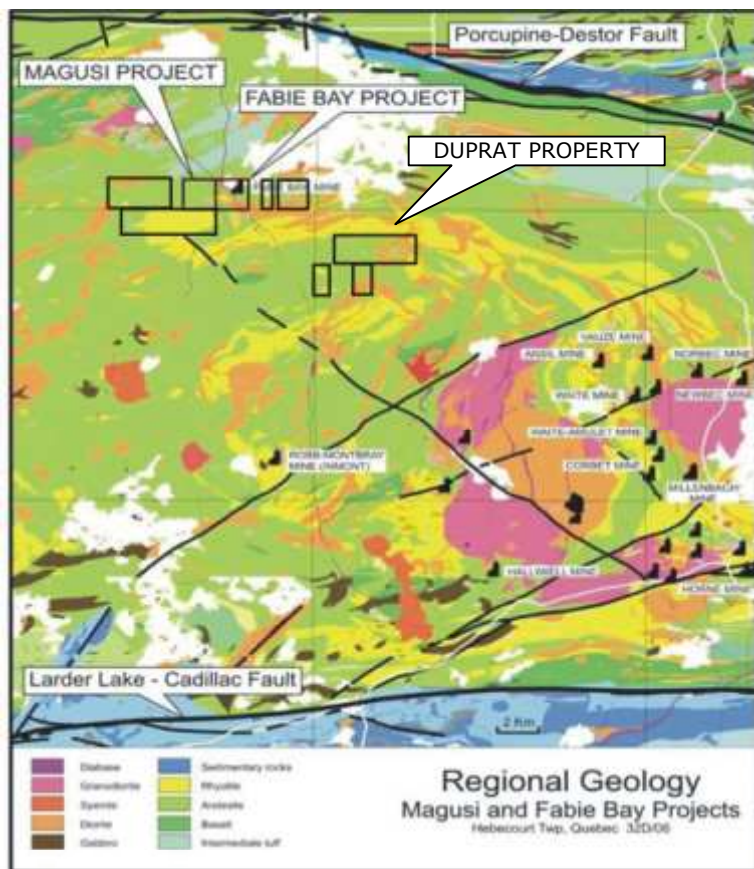 Porcupine-Destor Fault
N
MAGUSI PROJECT
FABIE BAY PROJECT
DUPRAT PROPERTY
BAY MINE
VAUZE MINE
ANSIL MINE
NORBEC MINE
WAITE MINE
NEWBEC MINE
WAITE-AMULET MINE
ROBB-MONTBRAY
MINE
CORBET MINE
MILLENBACH
MINE
HALLIWELL MINE
HORNE MINE
Larder Lake - Cadillac Fault
2 Km
Diabase
Granodiorite
Syenite
Diorite
Gabbro
Sedimentary rocks
Rhyolite
Andesite
Basalt
Intermediate tuff
Regional Geology
Magusi and Fabie Bay Projects
Hebecourt Twp, Quebec 32D/06